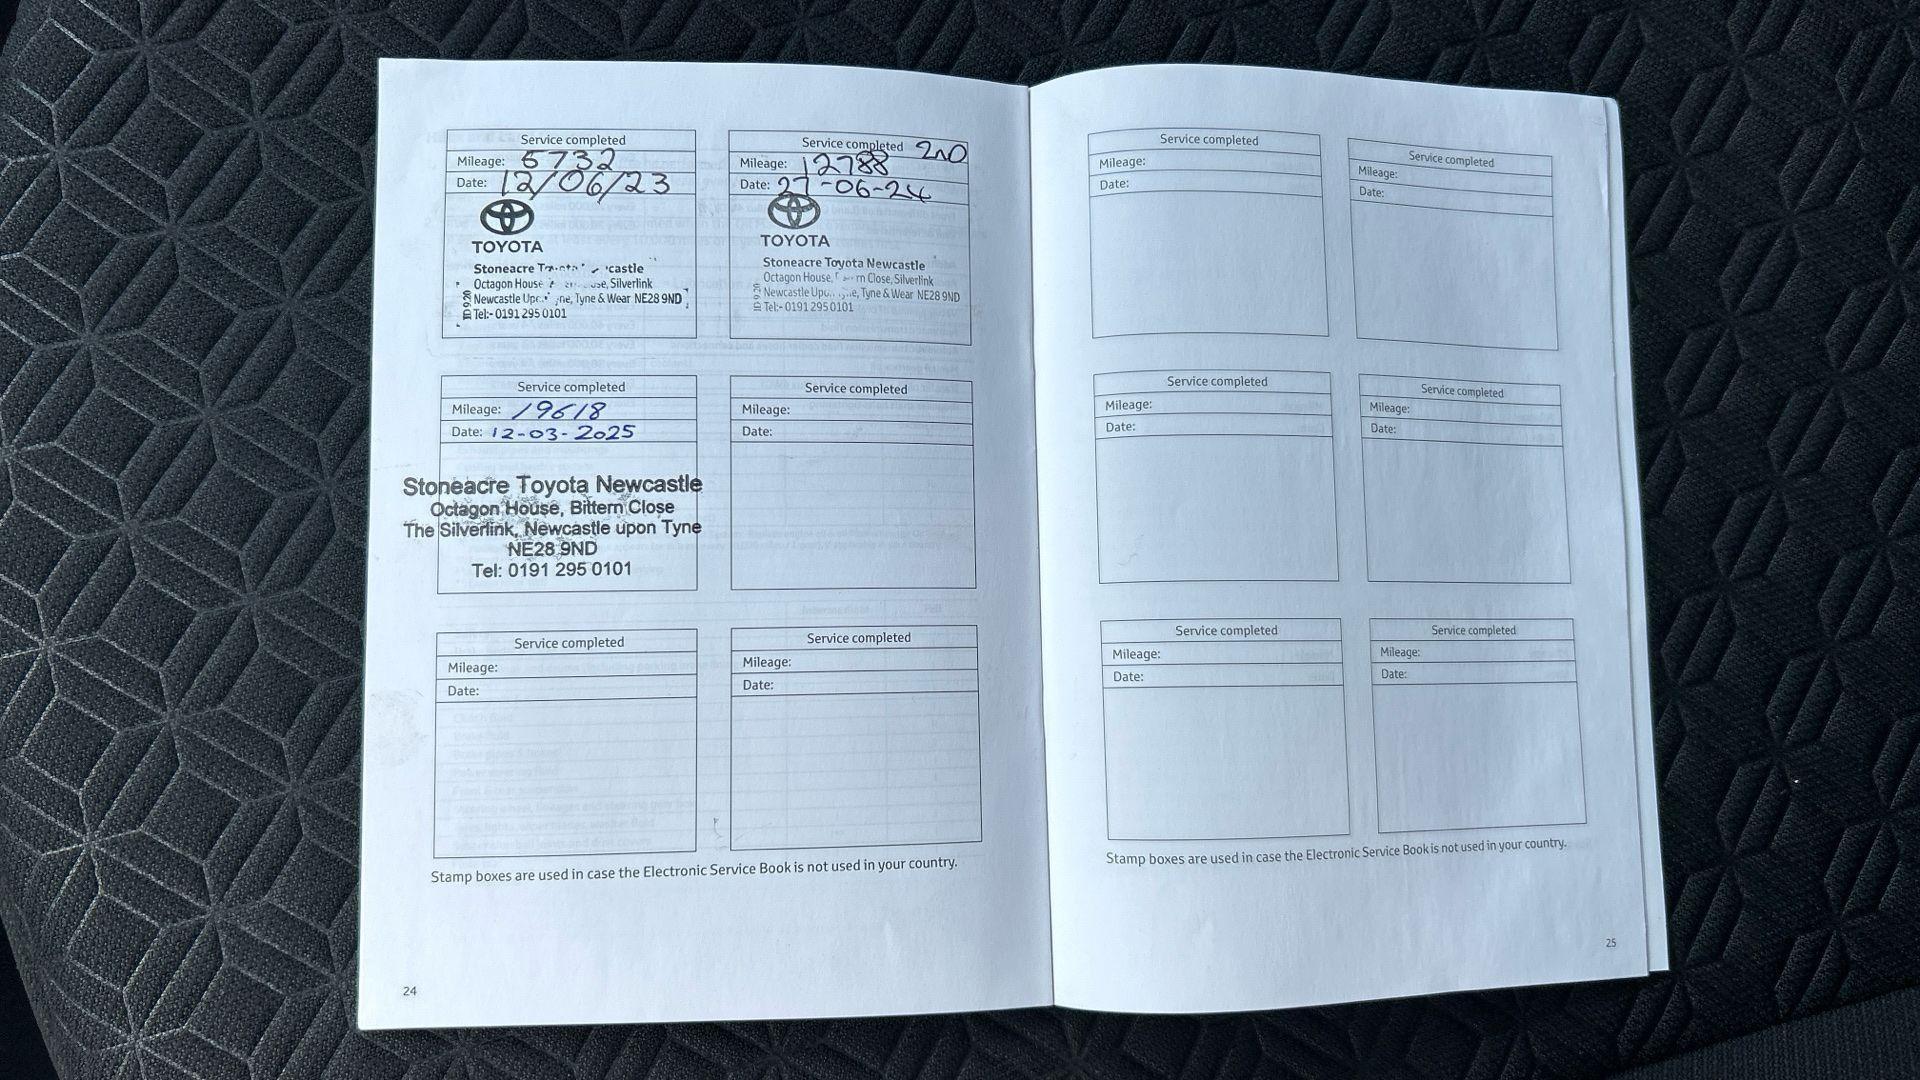 Service completed
Mileage: 5732
Date: 12/06/23
TOYOTA
Stoneacre castle
Octagon House Silverlink
Newcastle Tyne & Wear NE28 9ND
Tel:- 0191 295 0101
Service completed 2ND
Mileage: 12788
Date: 27-06-24
TOYOTA
Stoneacre Toyota Newcastle
Octagon House, Close, Silverlink
Newcastle Tyne & Wear NE28 9ND
Tel:- 0191 295 0101
Service completed
Mileage: 19618
Date: 12-03-2025
Stoneacre Toyota Newcastle
Octagon House, Bittern Close
The Silverlink, Newcastle upon Tyne
NE28 9ND
Tel: 0191 295 0101
Service completed
Mileage:
Date:
Service completed
Mileage:
Date:
Service completed
Mileage:
Date:
Stamp boxes are used in case the Electronic Service Book is not used in your country.
24
Service completed
Mileage:
Date:
Service completed
Mileage:
Date:
Service completed
Mileage:
Date:
Service completed
Mileage:
Date:
Service completed
Mileage:
Date:
Service completed
Mileage:
Date:
Stamp boxes are used in case the Electronic Service Book is not used in your country.
25